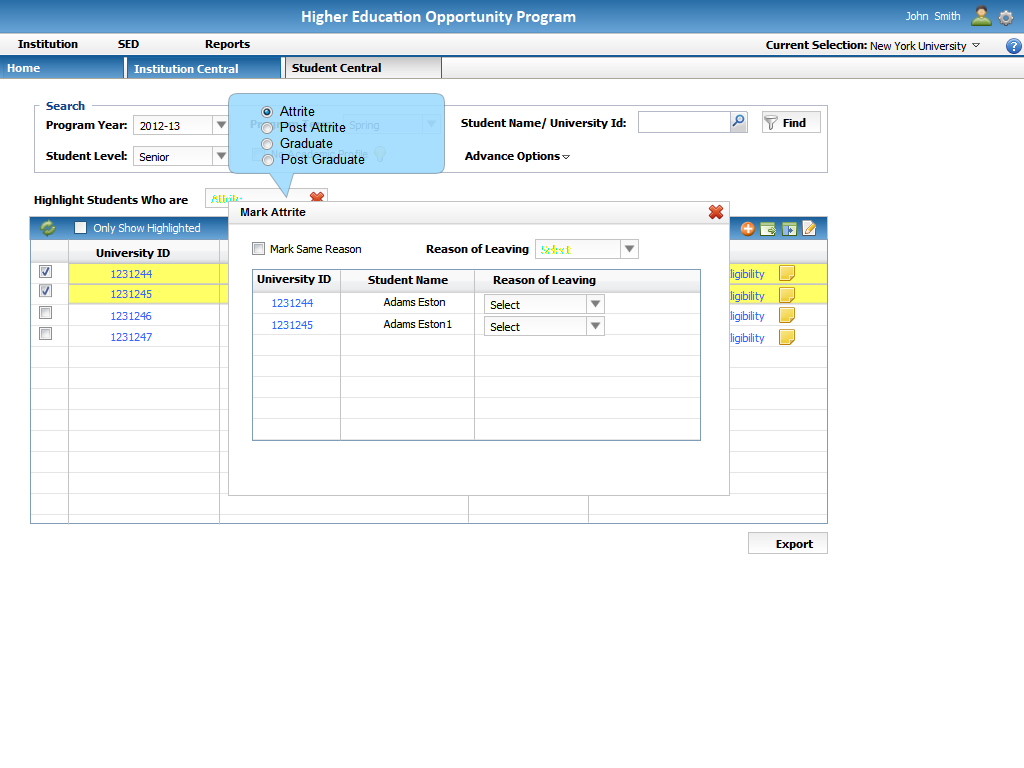 Higher Education Opportunity Program
John Smith
Institution SED Reports
Current Selection: New York University
Home Institution Central Student Central
Search
Program Year: 2012-13
Spring
Student Name/ University Id:
Find
Student Level: Senior
Advance Options
Attrite
Post Attrite
Graduate
Post Graduate
Highlight Students Who are Attrite
Mark Attrite
Only Show Highlighted
University ID
1231244
1231245
1231246
1231247
Mark Same Reason Reason of Leaving Select
University ID Student Name Reason of Leaving
1231244 Adams Eston Select
1231245 Adams Eston1 Select
ligibility
ligibility
ligibility
ligibility
Export